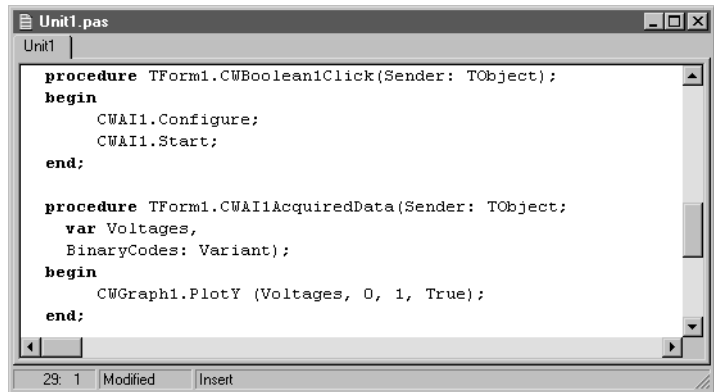 Unit1.pas
Unit1
procedure TForm1.CWBoolean1Click(Sender: TObject);
begin
CWAI1.Configure;
CWAI1.Start;
end;
procedure TForm1.CWAI1AcquiredData(Sender: TObject;
var Voltages,
BinaryCodes: Variant);
begin
CWGraph1.PlotY (Voltages, 0, 1, True);
end;
29: 1 Modified Insert